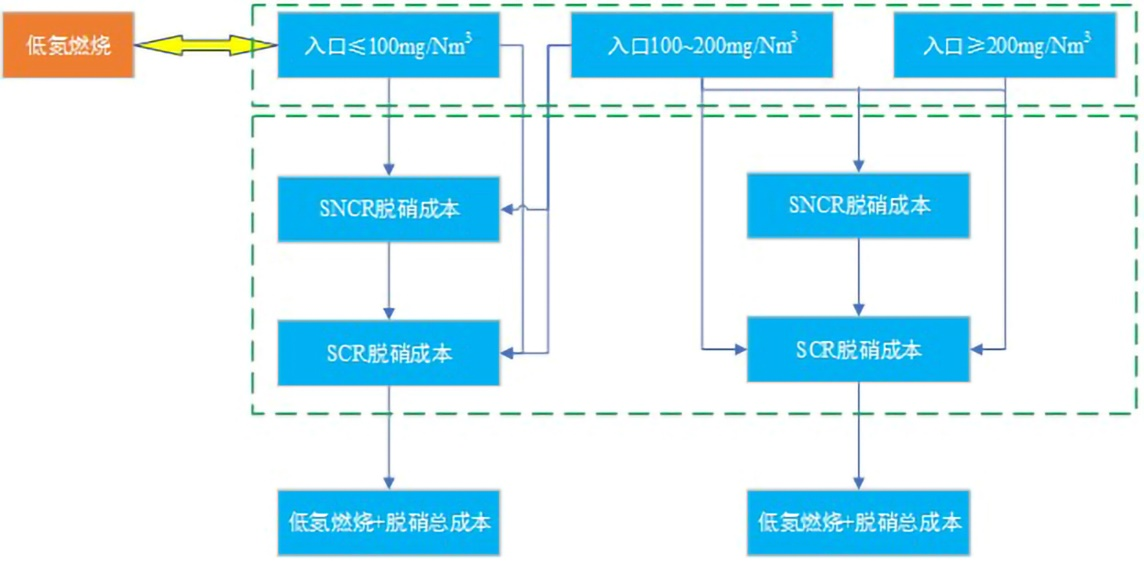 低氮燃烧
入口≤100mg/Nm³
入口100~200mg/Nm³
入口≥200mg/Nm³
SNCR脱硝成本
SNCR脱硝成本
SCR脱硝成本
SCR脱硝成本
低氮燃烧+脱硝总成本
低氮燃烧+脱硝总成本